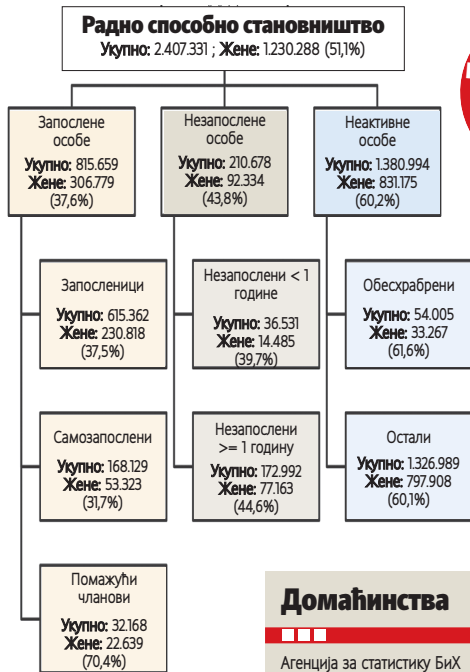 Радно способно становништво
Укупно: 2.407.331 ; Жене: 1.230.288 (51,1%)
Запослене
особе
Укупно: 815.659
Жене: 306.779
(37,6%)
Незапослене
особе
Укупно: 210.678
Жене: 92.334
(43,8%)
Неактивне
особе
Укупно: 1.380.994
Жене: 831.175
(60,2%)
Запосленици
Укупно: 615.362
Жене: 230.818
(37,5%)
Незапослени < 1
године
Укупно: 36.531
Жене: 14.485
(39,7%)
Обесхрабрени
Укупно: 54.005
Жене: 33.267
(61,6%)
Самозапослени
Укупно: 168.129
Жене: 53.323
(31,7%)
Незапослени
>= 1 годину
Укупно: 172.992
Жене: 77.163
(44,6%)
Остали
Укупно: 1.326.989
Жене: 797.908
(60,1%)
Помажући
чланови
Укупно: 32.168
Жене: 22.639
(70,4%)
Домаћинства
Агенција за статистику БиХ